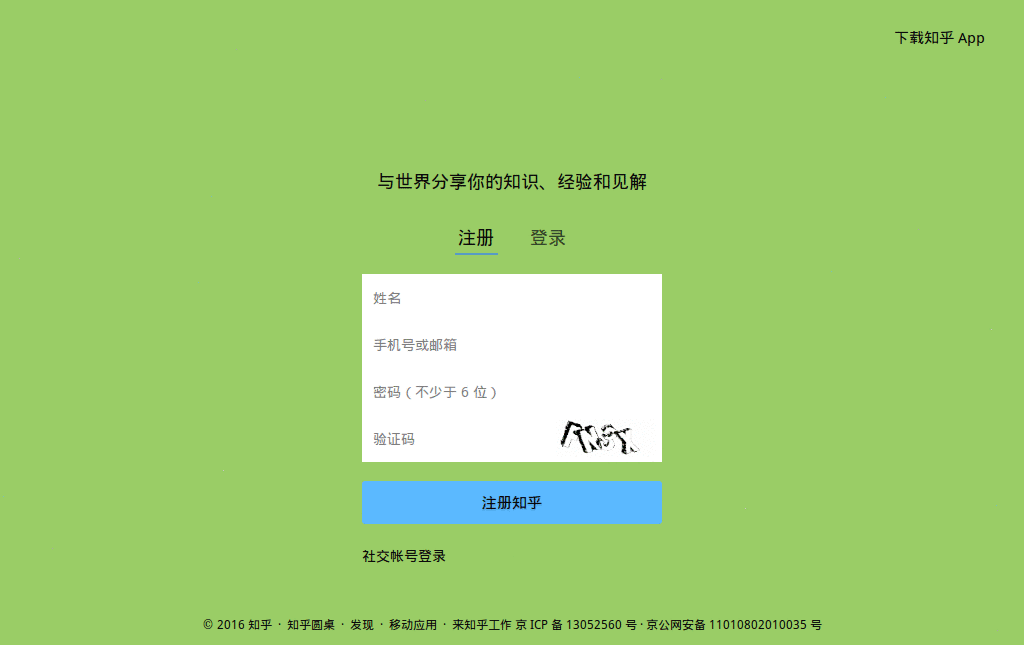 下载知乎 App
与世界分享你的知识、经验和见解
注册 登录
姓名
手机号或邮箱
密码（不少于 6 位）
验证码
注册知乎
社交帐号登录
© 2016 知乎 · 知乎圆桌 · 发现 · 移动应用 · 来知乎工作 京 ICP 备 13052560 号 · 京公网安备 11010802010035 号